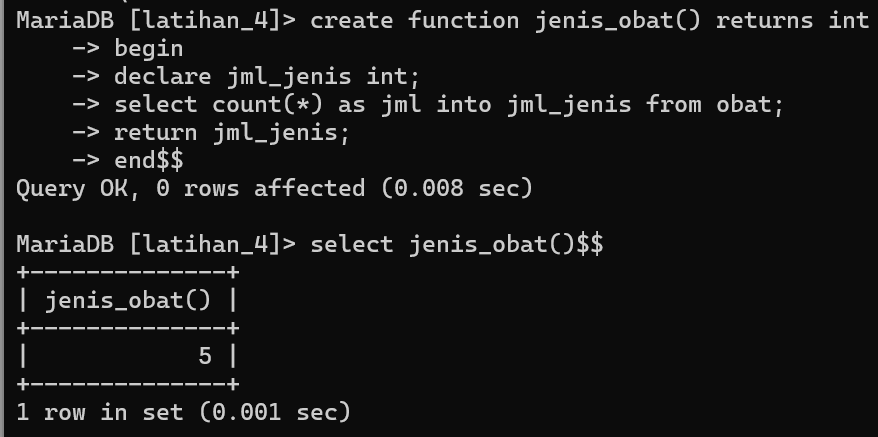 MariaDB [latihan_4]> create function jenis_obat() returns int
    -> begin
    -> declare jml_jenis int;
    -> select count(*) as jml into jml_jenis from obat;
    -> return jml_jenis;
    -> end$$
Query OK, 0 rows affected (0.008 sec)

MariaDB [latihan_4]> select jenis_obat()$$
+--------------+
| jenis_obat() |
+--------------+
|            5 |
+--------------+
1 row in set (0.001 sec)